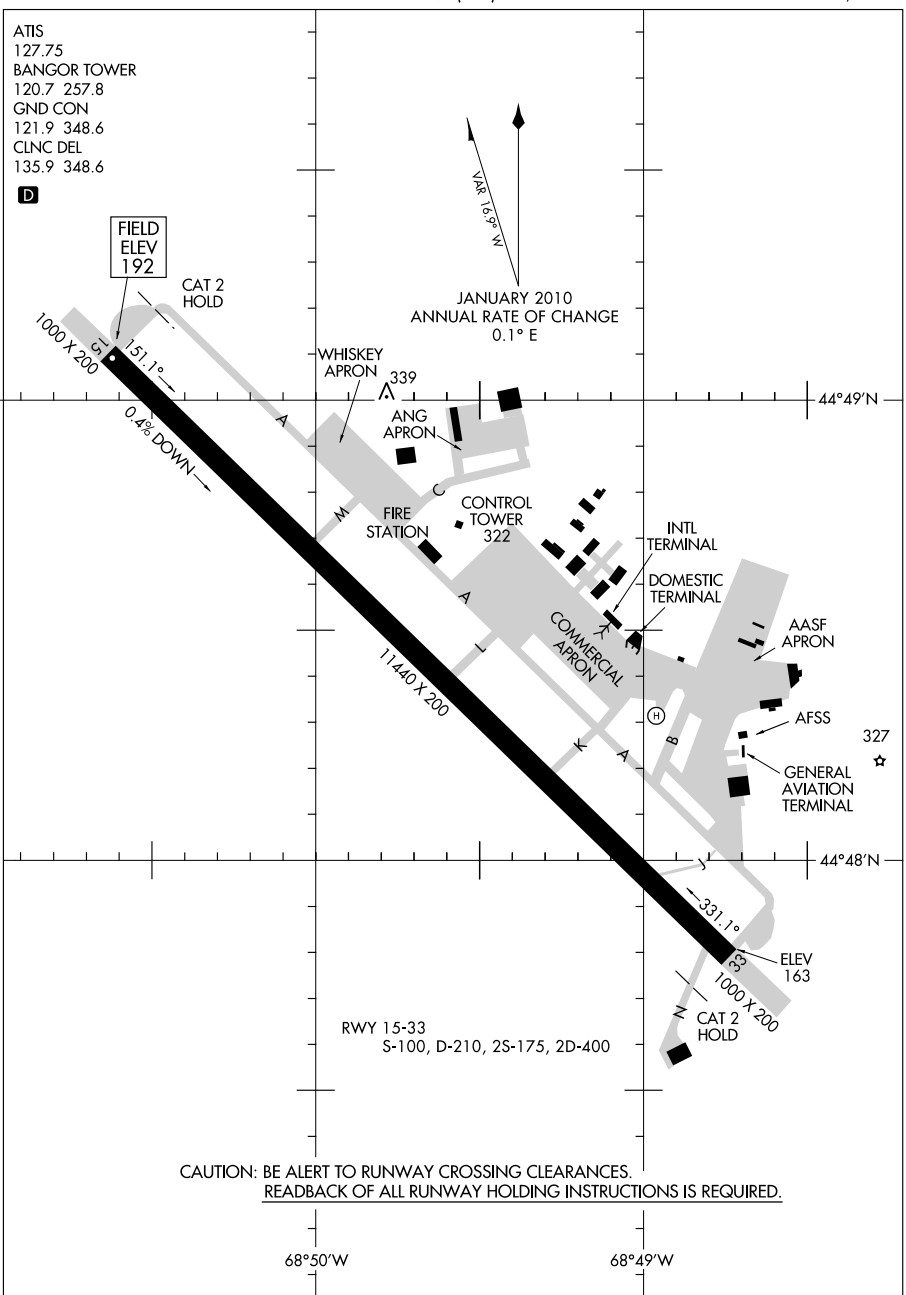 ATIS
127.75
BANGOR TOWER
120.7 257.8
GND CON
121.9 348.6
CLNC DEL
135.9 348.6
D
FIELD
ELEV
192
CAT 2
HOLD
VAR 16.9° W
JANUARY 2010
ANNUAL RATE OF CHANGE
0.1° E
1000 X 200
15
151.1°
0.4% DOWN
WHISKEY
APRON
339
44°49'N
A
ANG
APRON
C
M
FIRE
STATION
CONTROL
TOWER
322
INTL
TERMINAL
DOMESTIC
TERMINAL
A
L
COMMERCIAL
APRON
3
AASF
APRON
11440 X 200
H
AFSS
327
K
A
B
GENERAL
AVIATION
TERMINAL
44°48'N
J
331.1°
33
ELEV
163
1000 X 200
N
CAT 2
HOLD
RWY 15-33
S-100, D-210, 2S-175, 2D-400
CAUTION: BE ALERT TO RUNWAY CROSSING CLEARANCES.
READBACK OF ALL RUNWAY HOLDING INSTRUCTIONS IS REQUIRED.
68°50'W
68°49'W